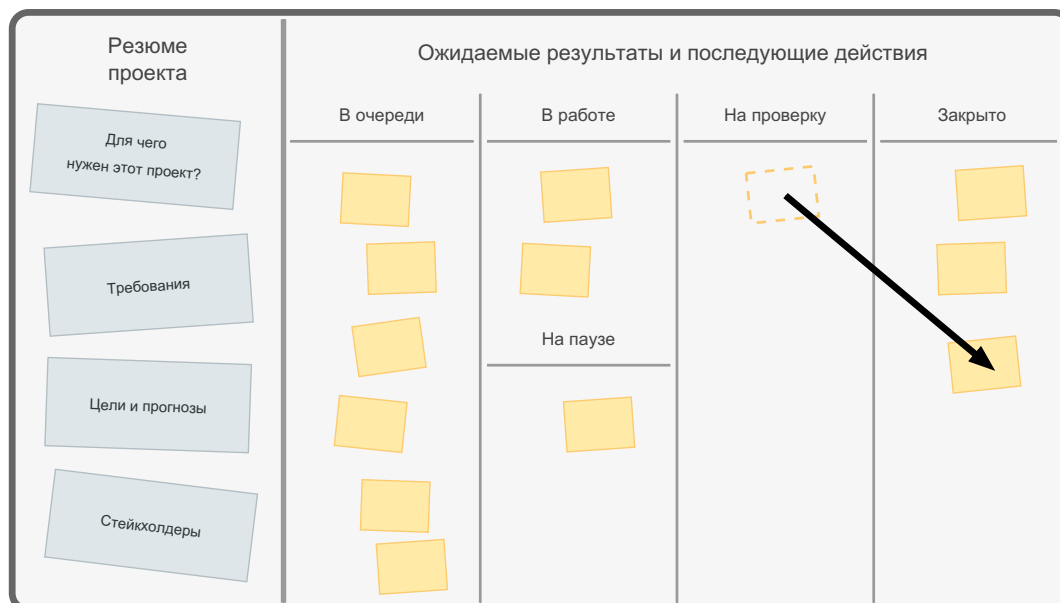 Резюме
проекта
Для чего
нужен этот проект?
Требования
Цели и прогнозы
Стейкхолдеры
Ожидаемые результаты и последующие действия
В очереди
В работе
На проверку
Закрыто
На паузе